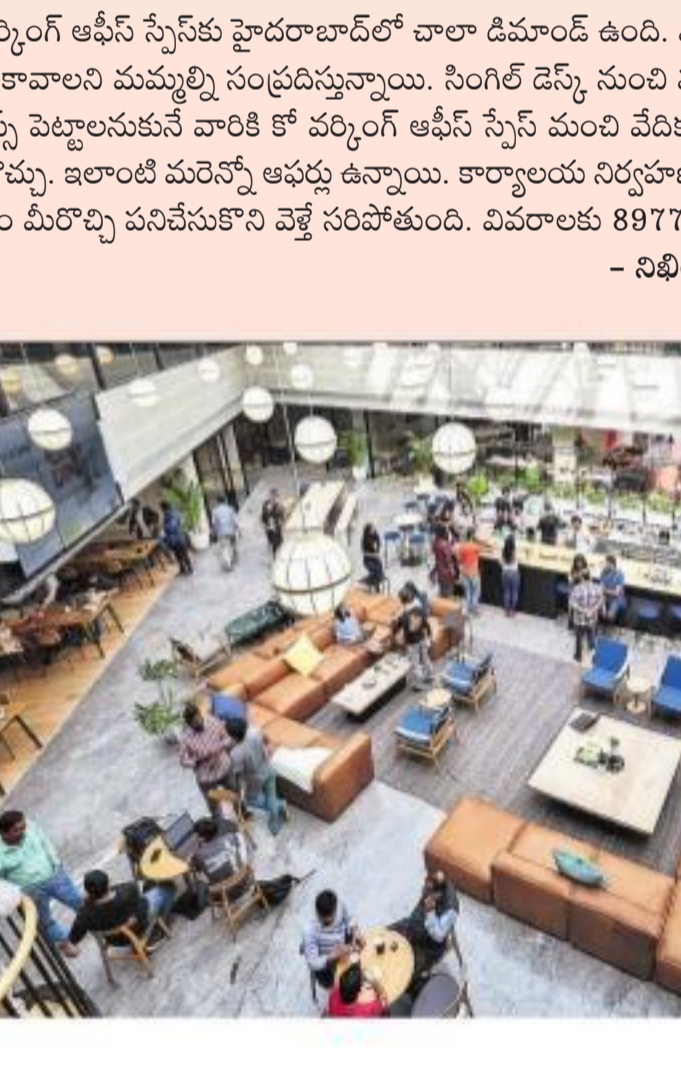 ర్కింగ్ ఆఫీస్ స్పేస్‌కు హైదరాబాద్‌లో చాలా డిమాండ్ ఉంది.
కావాలని మమ్మల్ని సంప్రదిస్తున్నాయి. సింగిల్ డెస్క్ నుంచి
పెట్టాలనుకునే వారికి కో వర్కింగ్ ఆఫీస్ స్పేస్ మంచి వేదిక
చ్చు. ఇలాంటి మరెన్నో ఆఫర్లు ఉన్నాయి. కార్యాలయ నిర్వహణ
మీరొచ్చి పనిచేసుకొని వెళ్తే సరిపోతుంది. వివరాలకు 8977
– నిఖి